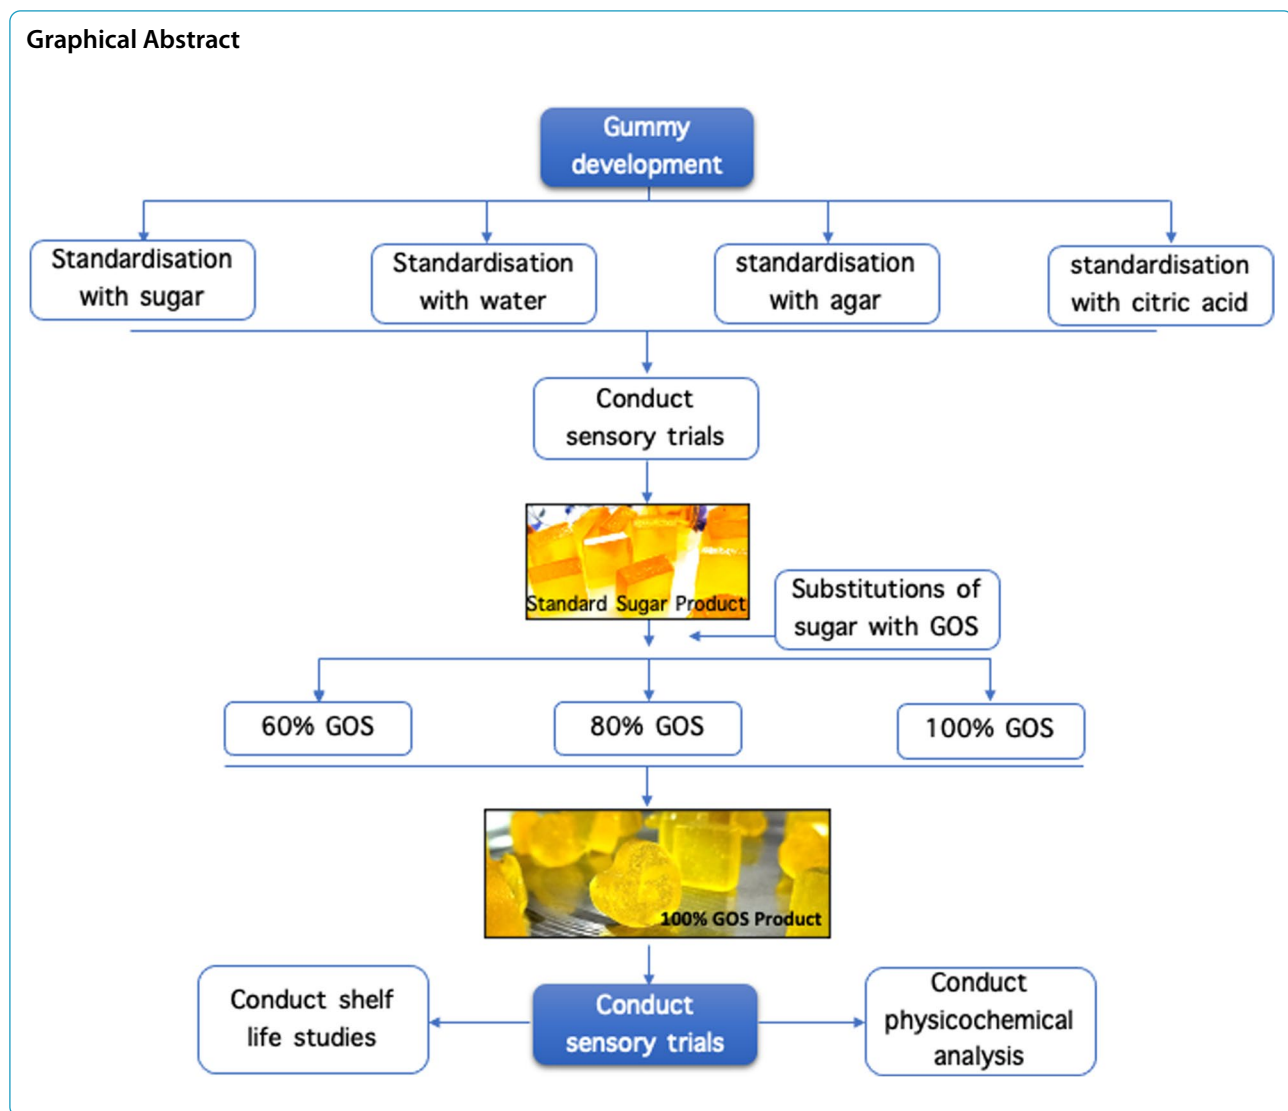 Graphical Abstract
Gummy
development
Standardisation
with sugar
Standardisation
with water
standardisation
with agar
standardisation
with citric acid
Conduct
sensory trials
Standard Sugar Product
Substitutions of
sugar with GOS
60% GOS
80% GOS
100% GOS
100% GOS Product
Conduct shelf
life studies
Conduct
sensory trials
Conduct
physicochemical
analysis